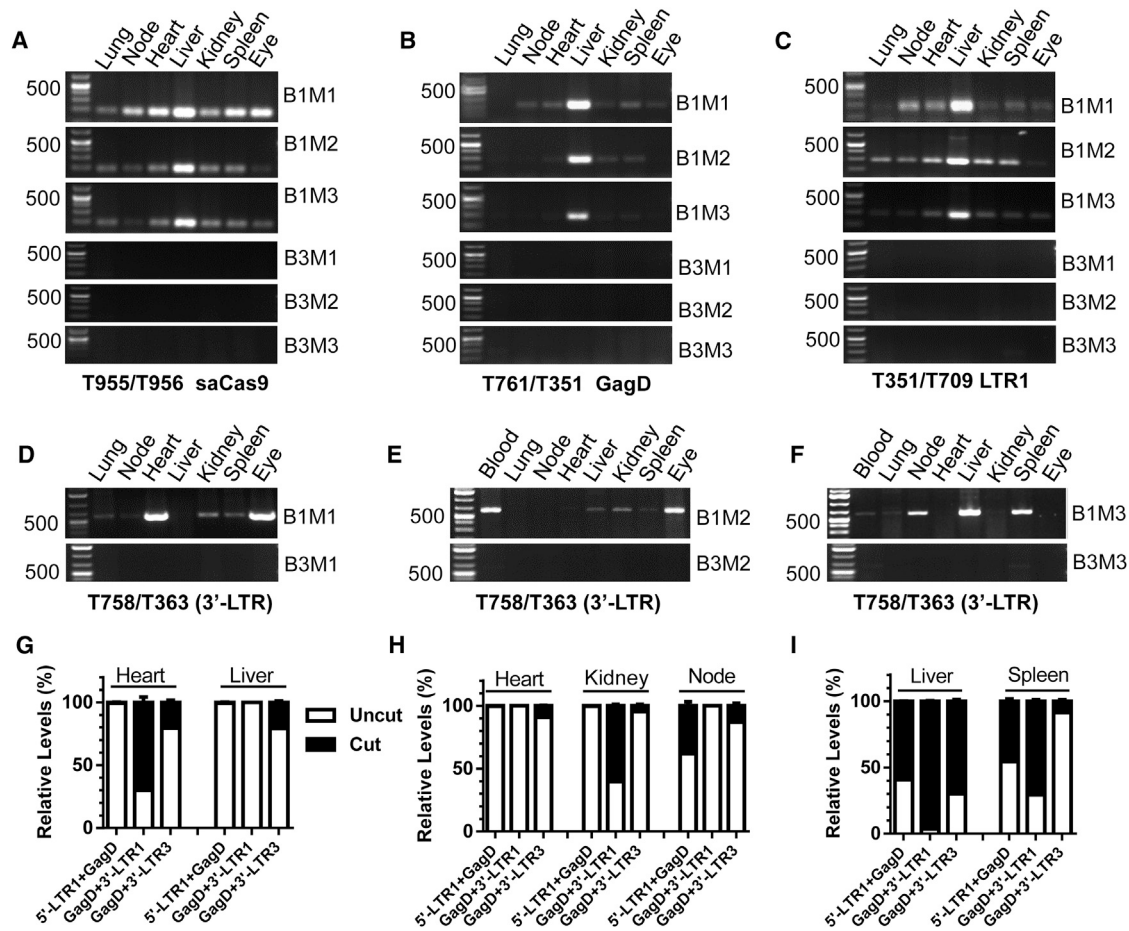 A
Lung Node Heart Liver Kidney Spleen Eye
500 B1M1
500 B1M2
500 B1M3
500 B3M1
500 B3M2
500 B3M3
T955/T956 saCas9
B
Lung Node Heart Liver Kidney Spleen Eye
500 B1M1
500 B1M2
500 B1M3
500 B3M1
500 B3M2
500 B3M3
T761/T351 GagD
C
Lung Node Heart Liver Kidney Spleen Eye
500 B1M1
500 B1M2
500 B1M3
500 B3M1
500 B3M2
500 B3M3
T351/T709 LTR1
D
Lung Node Heart Liver Kidney Spleen Eye
500 B1M1
500 B3M1
T758/T363 (3’-LTR)
E
Blood Lung Node Heart Liver Kidney Spleen Eye
500 B1M2
500 B3M2
T758/T363 (3’-LTR)
F
Blood Lung Node Heart Liver Kidney Spleen Eye
500 B1M3
500 B3M3
T758/T363 (3’-LTR)
G
Relative Levels (%)
Heart Liver
100
50
0
5'-LTR1+GagD
GagD+3'-LTR1
GagD+3'-LTR3
5'-LTR1+GagD
GagD+3'-LTR1
GagD+3'-LTR3
Uncut
Cut
H
Relative Levels (%)
Heart Kidney Node
100
50
0
5'-LTR1+GagD
GagD+3'-LTR1
GagD+3'-LTR3
5'-LTR1+GagD
GagD+3'-LTR1
GagD+3'-LTR3
5'-LTR1+GagD
GagD+3'-LTR1
GagD+3'-LTR3
I
Relative Levels (%)
Liver Spleen
100
50
0
5'-LTR1+GagD
GagD+3'-LTR1
GagD+3'-LTR3
5'-LTR1+GagD
GagD+3'-LTR1
GagD+3'-LTR3